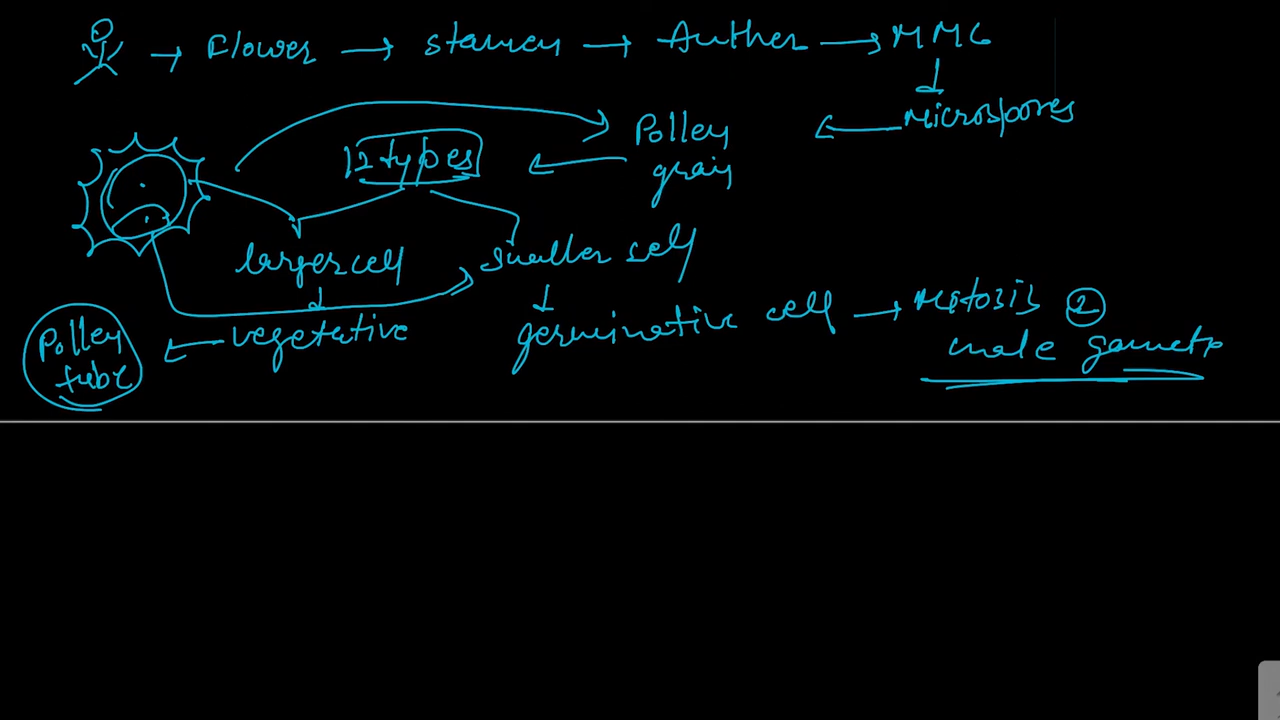 → Flower → stamen → Anther → MMC
↓
microspores
←
Pollen
grain
←
2 types
larger cell
smaller cell
↓
vegetative
↓
germinative cell → Mitosis ②
male gamete
←
Pollen
tube